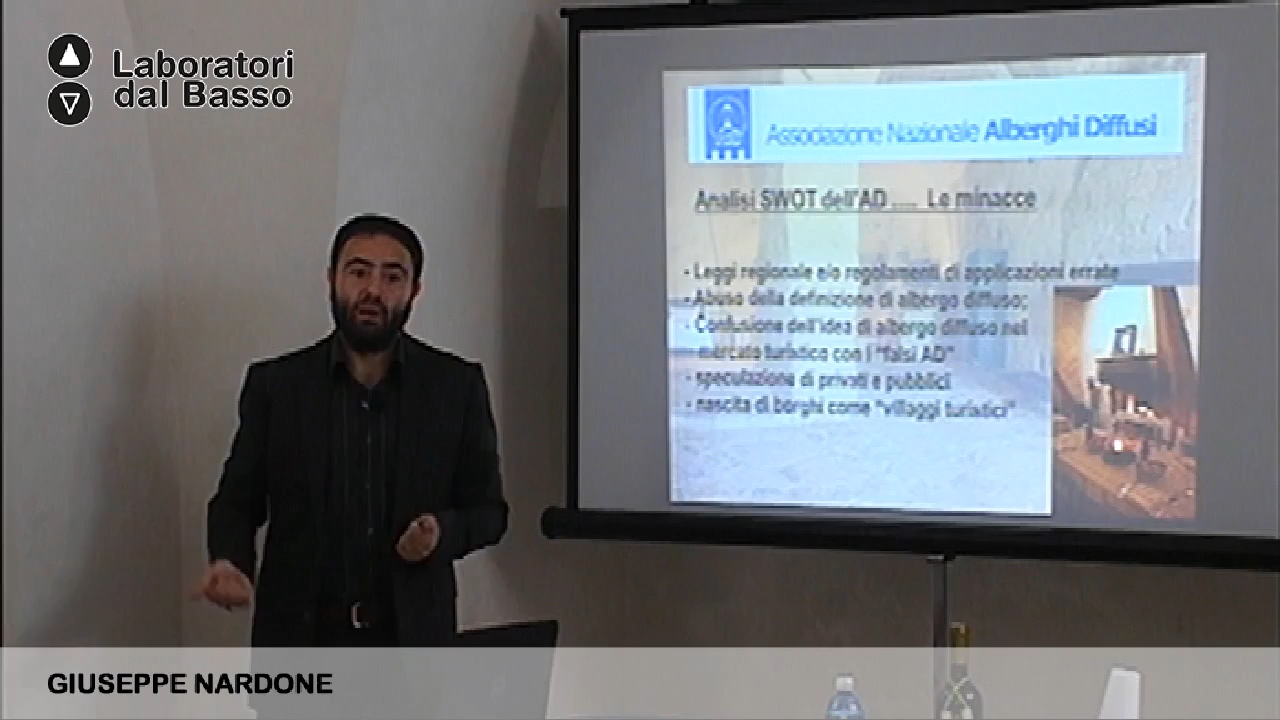 Laboratori
dal Basso
Associazione Nazionale Alberghi Diffusi
Analisi SWOT dell'AD ..... Le minacce
- Leggi regionale e/o regolamenti di applicazioni errate
- Abuso della definizione di albergo diffuso;
- Confusione dell'idea di albergo diffuso nel
mercato turistico con i "falsi AD"
- speculazione di privati e pubblici
- nascita di borghi come "villaggi turistici"
GIUSEPPE NARDONE